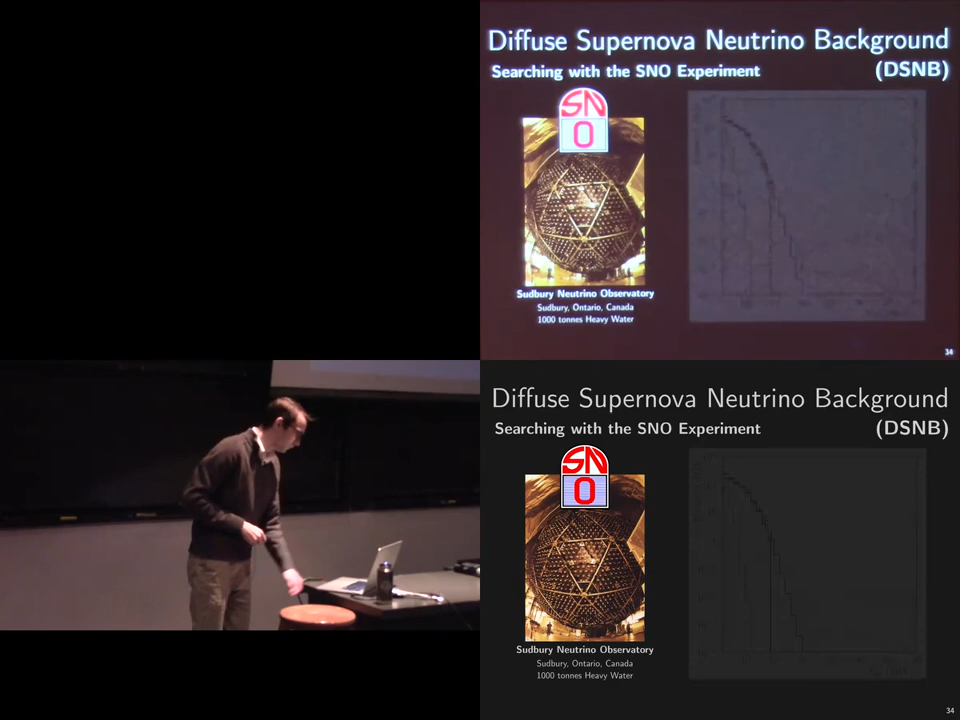 Diffuse Supernova Neutrino Background
Searching with the SNO Experiment (DSNB)
SN
O
Sudbury Neutrino Observatory
Sudbury, Ontario, Canada
1000 tonnes Heavy Water
34
Diffuse Supernova Neutrino Background
Searching with the SNO Experiment (DSNB)
SN
O
Sudbury Neutrino Observatory
Sudbury, Ontario, Canada
1000 tonnes Heavy Water
34